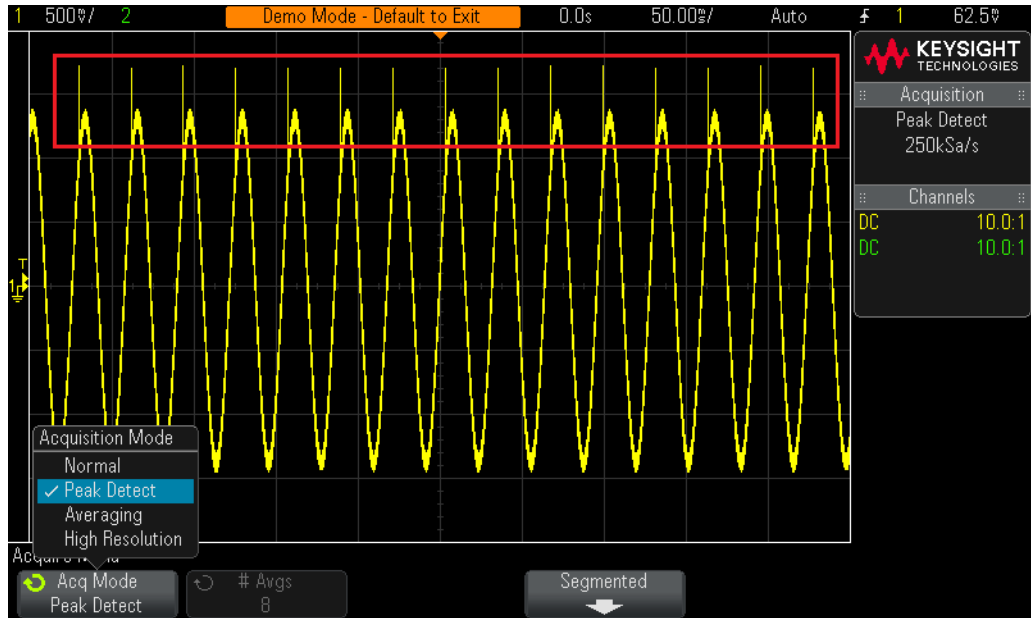 1 500mV/ 2 Demo Mode - Default to Exit 0.0s 50.00ms/ Auto 1 62.5mV
KEYSIGHT
TECHNOLOGIES
Acquisition
Peak Detect
250kSa/s
Channels
DC 10.0:1
DC 10.0:1
T
1
Acquisition Mode
Normal
Peak Detect
Averaging
High Resolution
Acq Mode
Peak Detect
# Avgs
8
Segmented